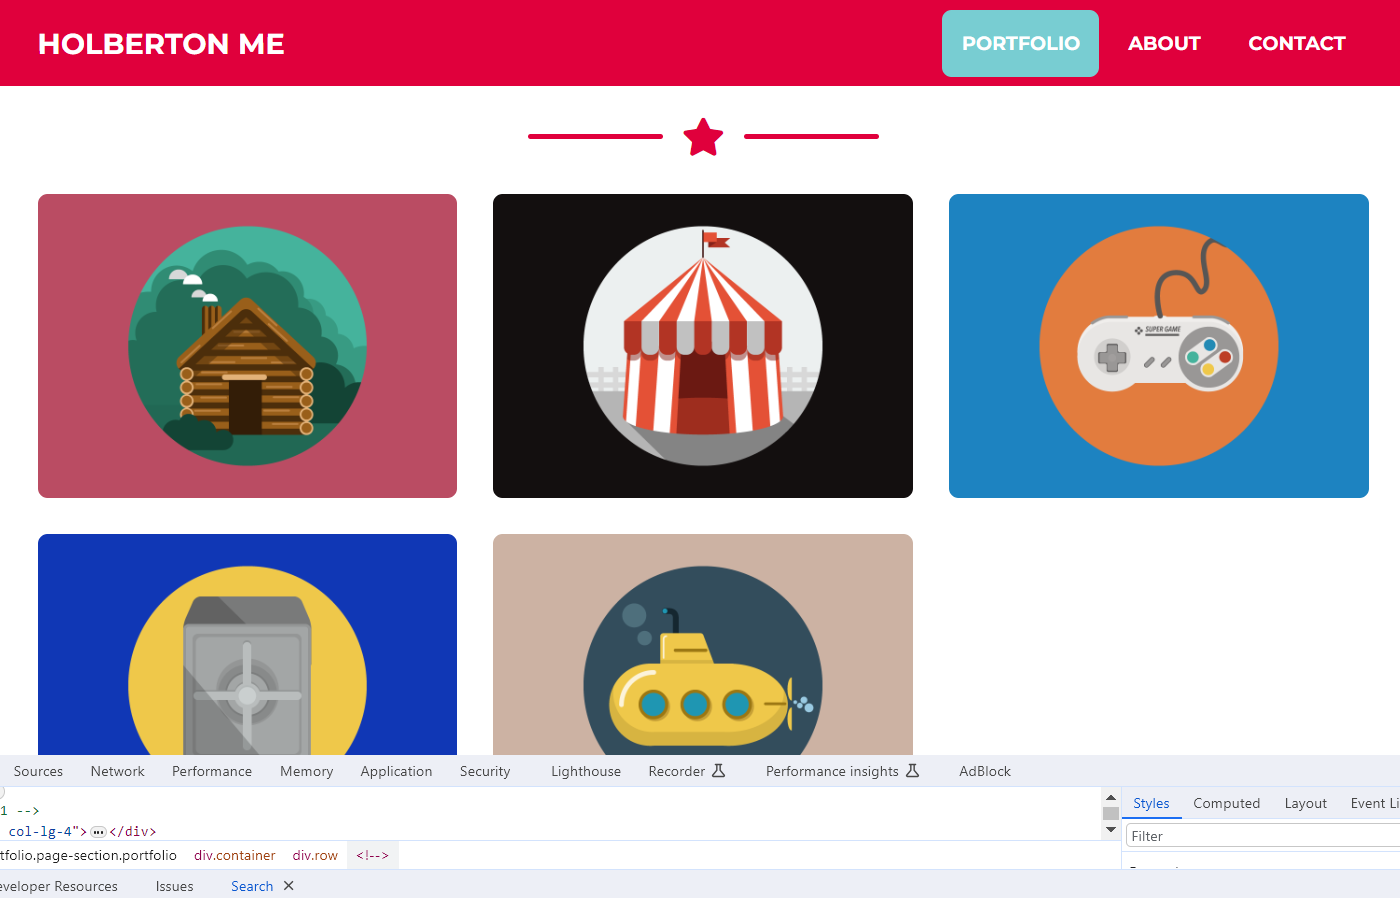 HOLBERTON ME
PORTFOLIO ABOUT CONTACT
SUPER GAME
Sources Network Performance Memory Application Security Lighthouse Recorder Performance insights AdBlock
1 -->
col-lg-4">…</div>
tfolio.page-section.portfolio div.container div.row <!-->
Styles Computed Layout Event Li
Filter
eveloper Resources Issues Search